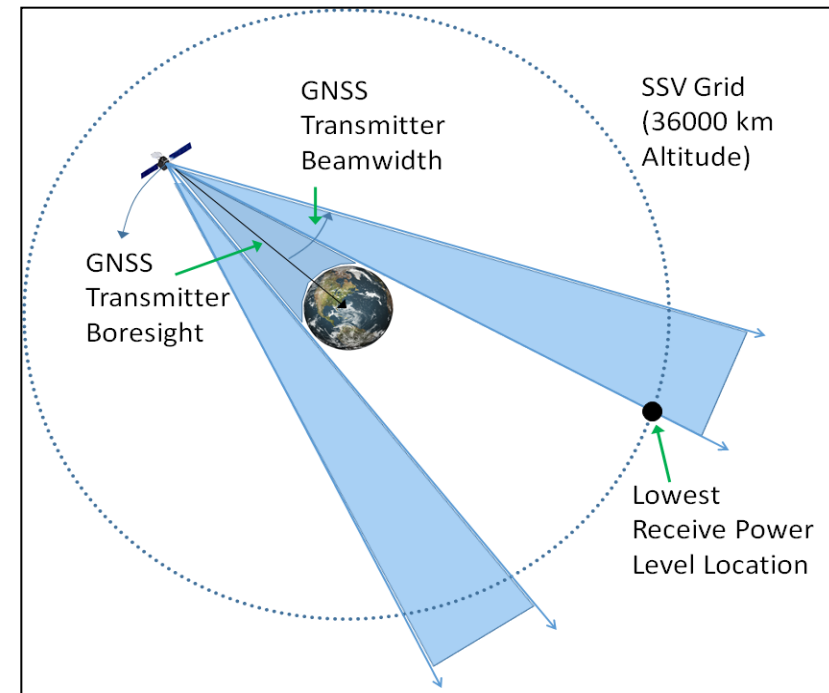 GNSS
Transmitter
Beamwidth
SSV Grid
(36000 km
Altitude)
GNSS
Transmitter
Boresight
Lowest
Receive Power
Level Location